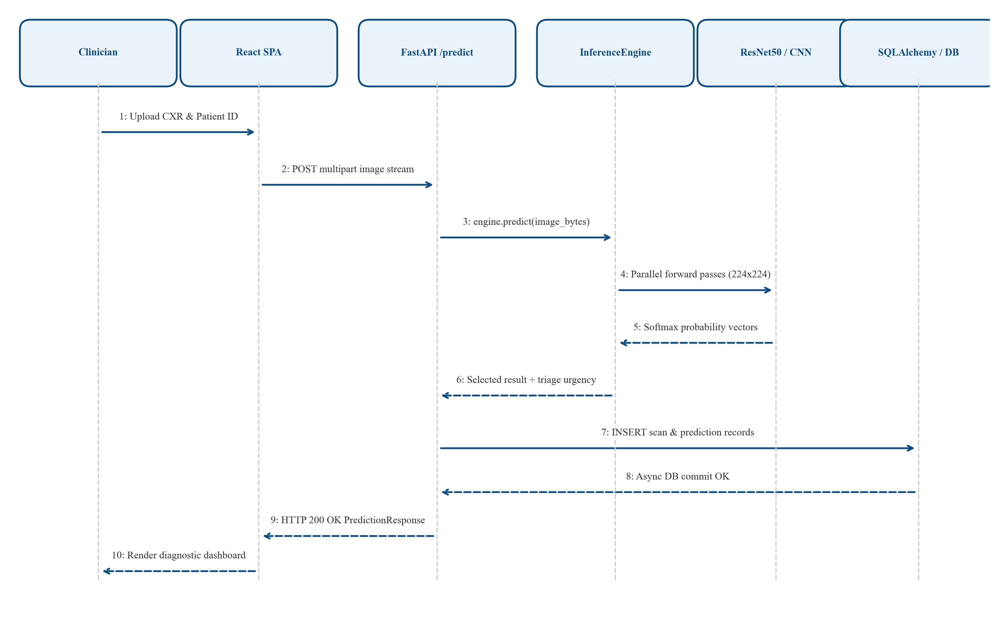 Clinician
React SPA
FastAPI /predict
InferenceEngine
ResNet50 / CNN
SQLAlchemy / DB
1: Upload CXR & Patient ID
2: POST multipart image stream
3: engine.predict(image_bytes)
4: Parallel forward passes (224x224)
5: Softmax probability vectors
6: Selected result + triage urgency
7: INSERT scan & prediction records
8: Async DB commit OK
9: HTTP 200 OK PredictionResponse
10: Render diagnostic dashboard